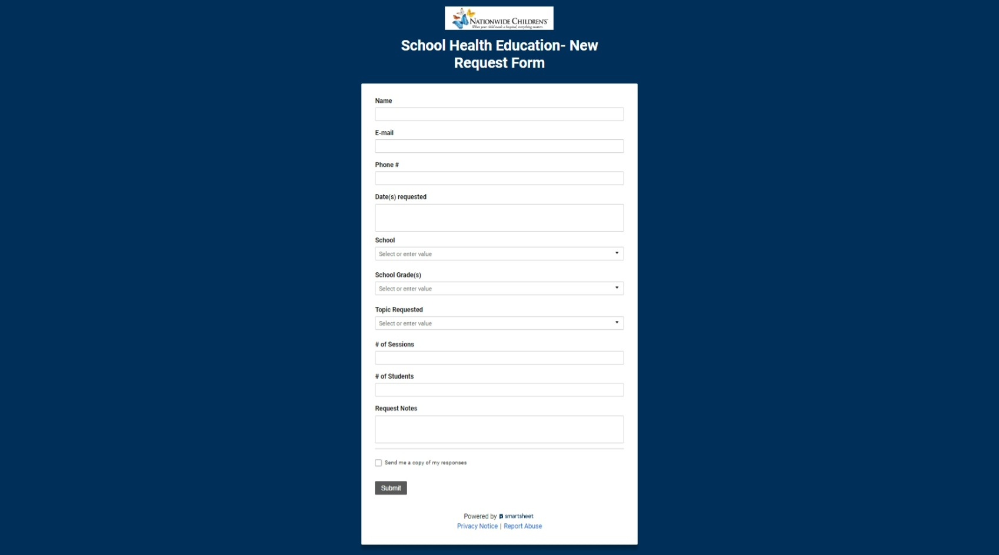 NATIONWIDE CHILDREN'S
When your child needs a hospital, everything matters.
School Health Education- New
Request Form
Name
E-mail
Phone #
Date(s) requested
School
Select or enter value
School Grade(s)
Select or enter value
Topic Requested
Select or enter value
# of Sessions
# of Students
Request Notes
Send me a copy of my responses
Submit
Powered by smartsheet
Privacy Notice | Report Abuse